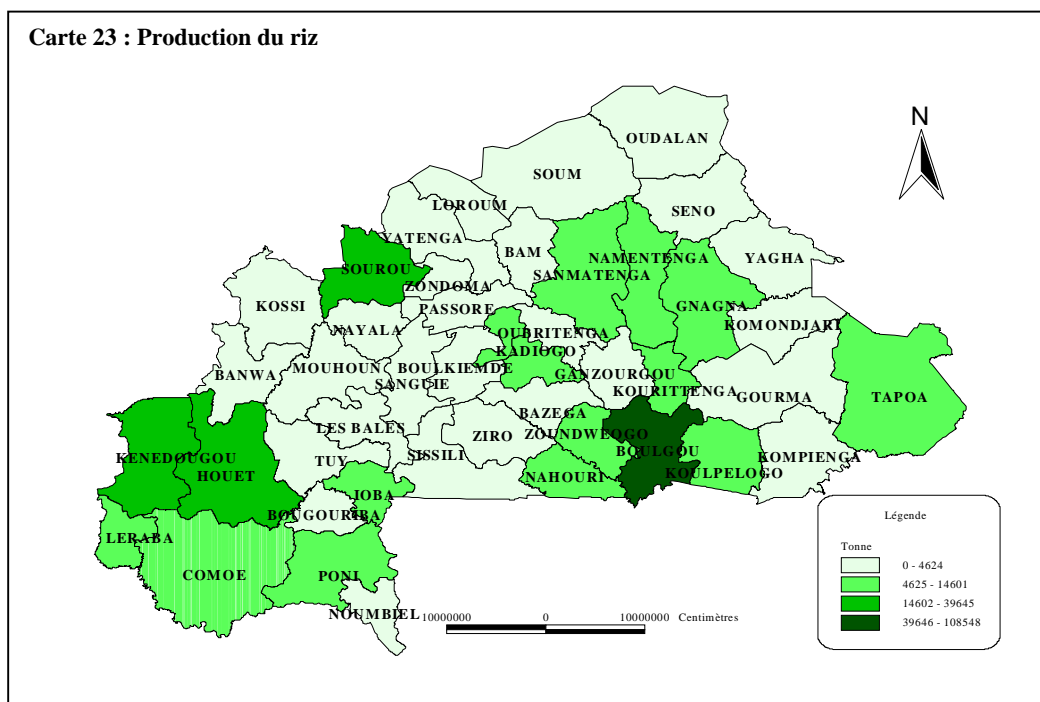 Carte 23 : Production du riz
N
OUDALAN
SOUM
SENO
LOROUM
YATENGA
BAM
NAMENTENGA
YAGHA
SOUROU
SANMATENGA
ZONDOMA
GNAGNA
KOSSI
PASSORE
KOMONDJARI
NAYALA
OUBRITENGA
KADIOGO
MOUHOUN
BOULKIEMDE
BANWA
GANZOURGOU
SANGUIE
KOURITTENGA
GOURMA
TAPOA
BAZEGA
LES BALES
ZIRO
ZOUNDWEOGO
SISSILI
BOULGOU
KENEDOUGOU
KOMPIENGA
TUY
HOUET
NAHOURI
KOULPELOGO
IOBA
BOUGOURIBA
LERABA
COMOE
PONI
NOUMBIEL
10000000 0 10000000 Centimètres
Légende
Tonne
0 - 4624
4625 - 14601
14602 - 39645
39646 - 108548